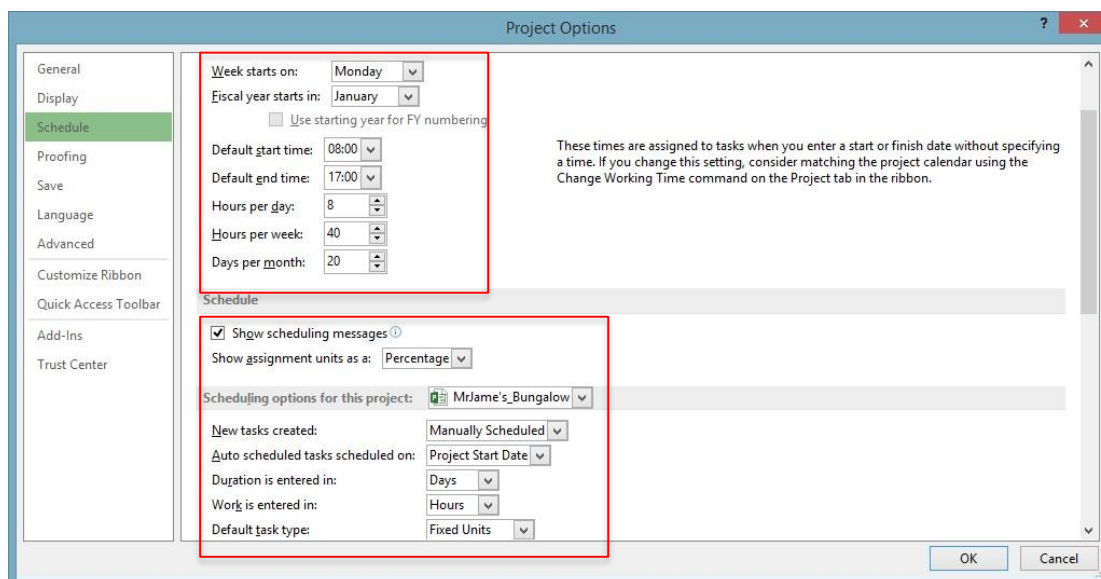 Project Options
?
General
Display
Schedule
Proofing
Save
Language
Advanced
Customize Ribbon
Quick Access Toolbar
Add-Ins
Trust Center
Week starts on: Monday
Fiscal year starts in: January
Use starting year for FY numbering
Default start time: 08:00
Default end time: 17:00
Hours per day: 8
Hours per week: 40
Days per month: 20
These times are assigned to tasks when you enter a start or finish date without specifying
a time. If you change this setting, consider matching the project calendar using the
Change Working Time command on the Project tab in the ribbon.
Schedule
Show scheduling messages
Show assignment units as a: Percentage
Scheduling options for this project: MrJame's_Bungalow
New tasks created: Manually Scheduled
Auto scheduled tasks scheduled on: Project Start Date
Duration is entered in: Days
Work is entered in: Hours
Default task type: Fixed Units
OK Cancel